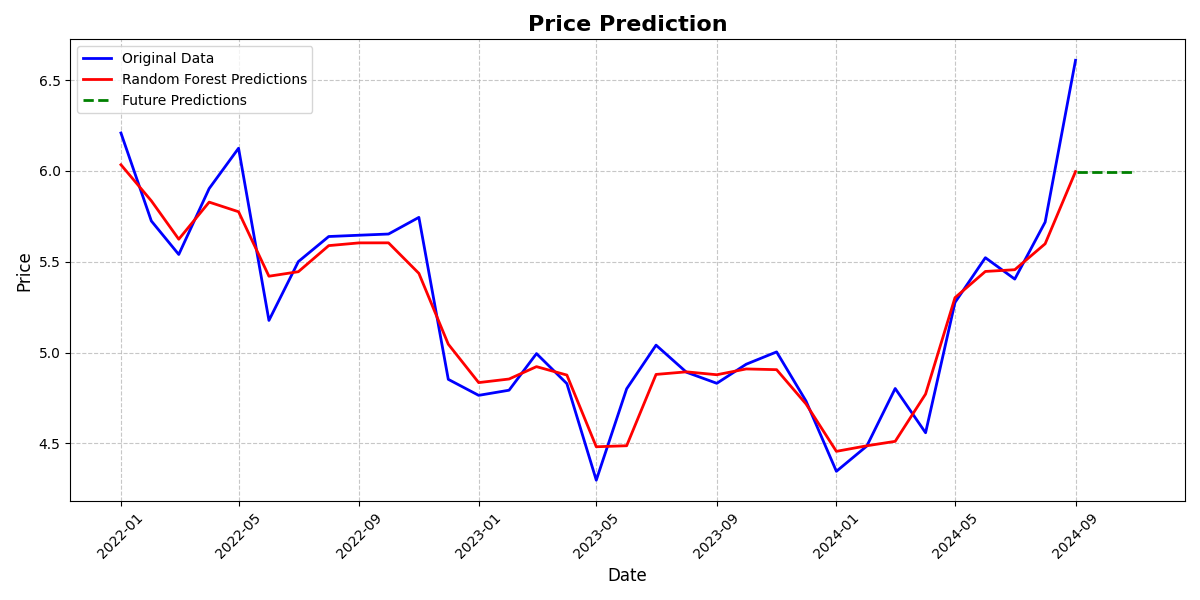 Price Prediction
Original Data
Random Forest Predictions
Future Predictions
Price
6.5
6.0
5.5
5.0
4.5
2022-01
2022-05
2022-09
2023-01
2023-05
2023-09
2024-01
2024-05
2024-09
Date